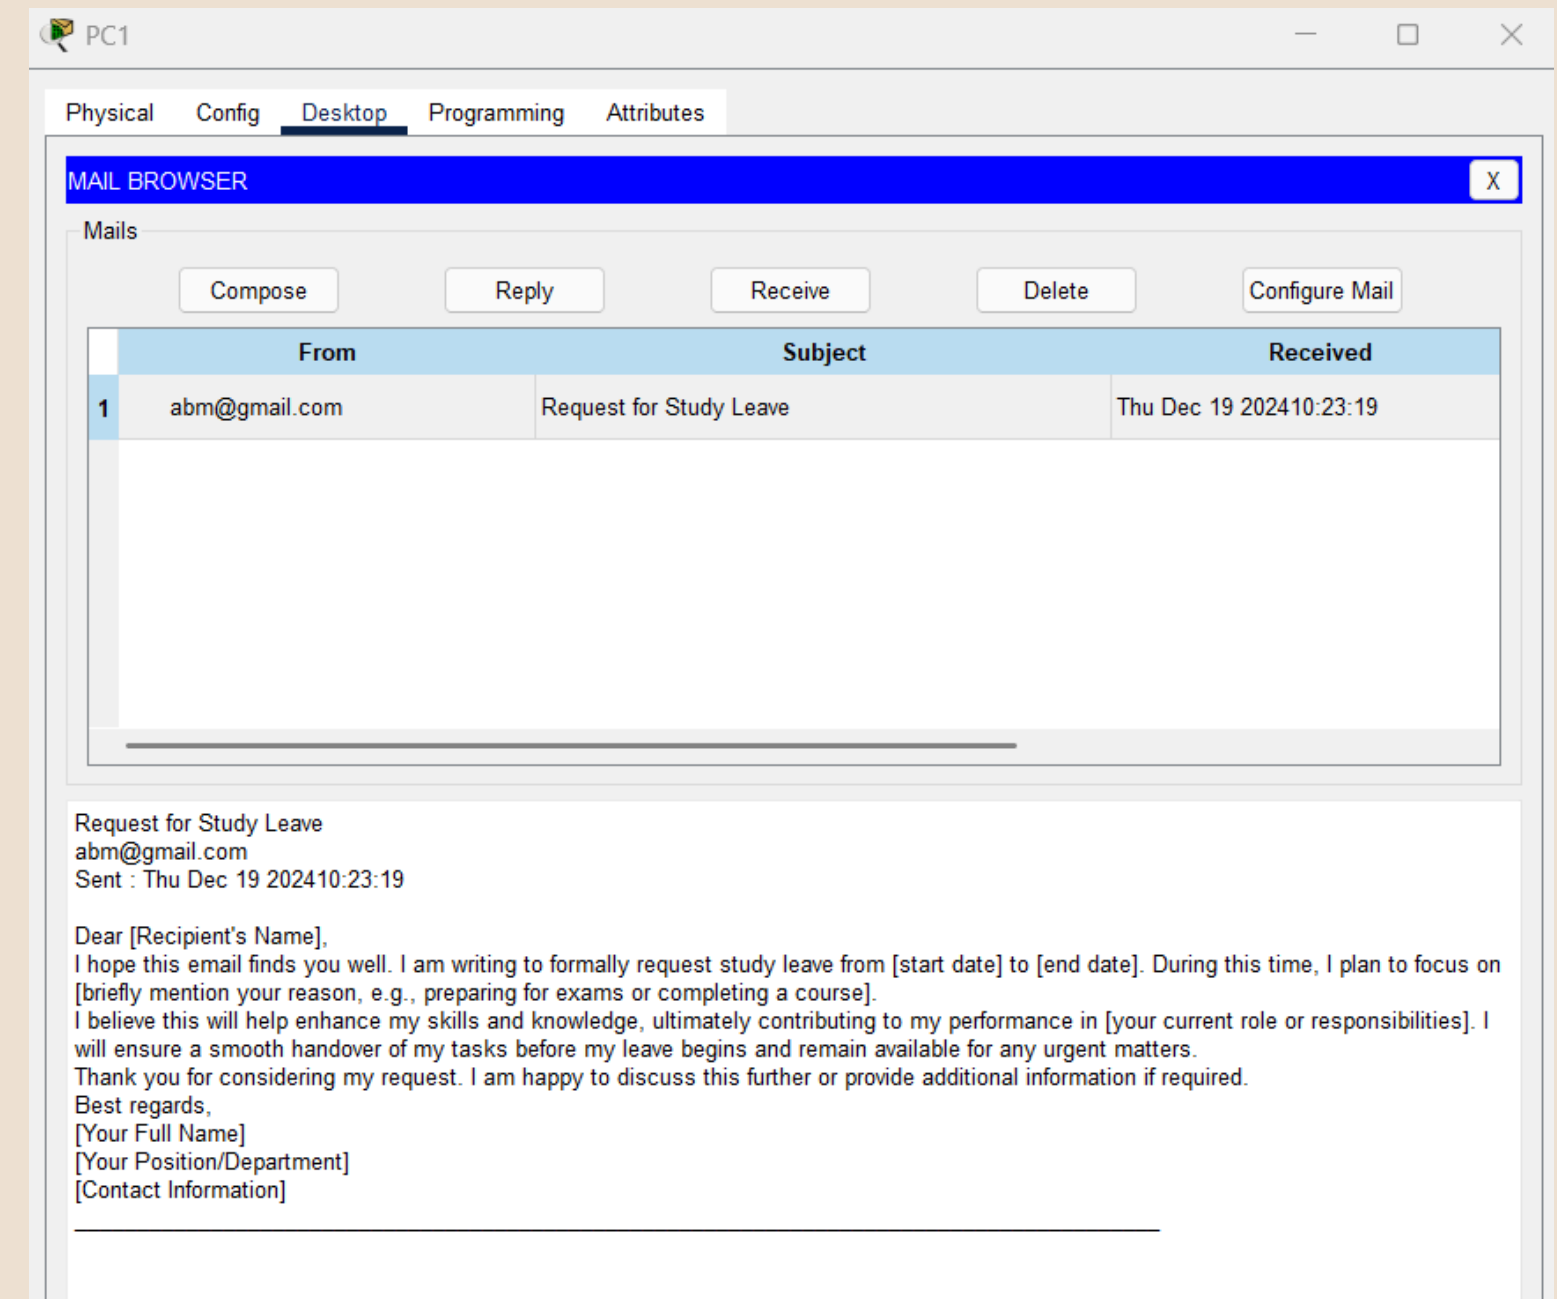 PC1
Physical Config Desktop Programming Attributes
MAIL BROWSER X
Mails
Compose Reply Receive Delete Configure Mail
From Subject Received
1 abm@gmail.com Request for Study Leave Thu Dec 19 202410:23:19
Request for Study Leave
abm@gmail.com
Sent : Thu Dec 19 202410:23:19
Dear [Recipient's Name],
I hope this email finds you well. I am writing to formally request study leave from [start date] to [end date]. During this time, I plan to focus on
[briefly mention your reason, e.g., preparing for exams or completing a course].
I believe this will help enhance my skills and knowledge, ultimately contributing to my performance in [your current role or responsibilities]. I
will ensure a smooth handover of my tasks before my leave begins and remain available for any urgent matters.
Thank you for considering my request. I am happy to discuss this further or provide additional information if required.
Best regards,
[Your Full Name]
[Your Position/Department]
[Contact Information]